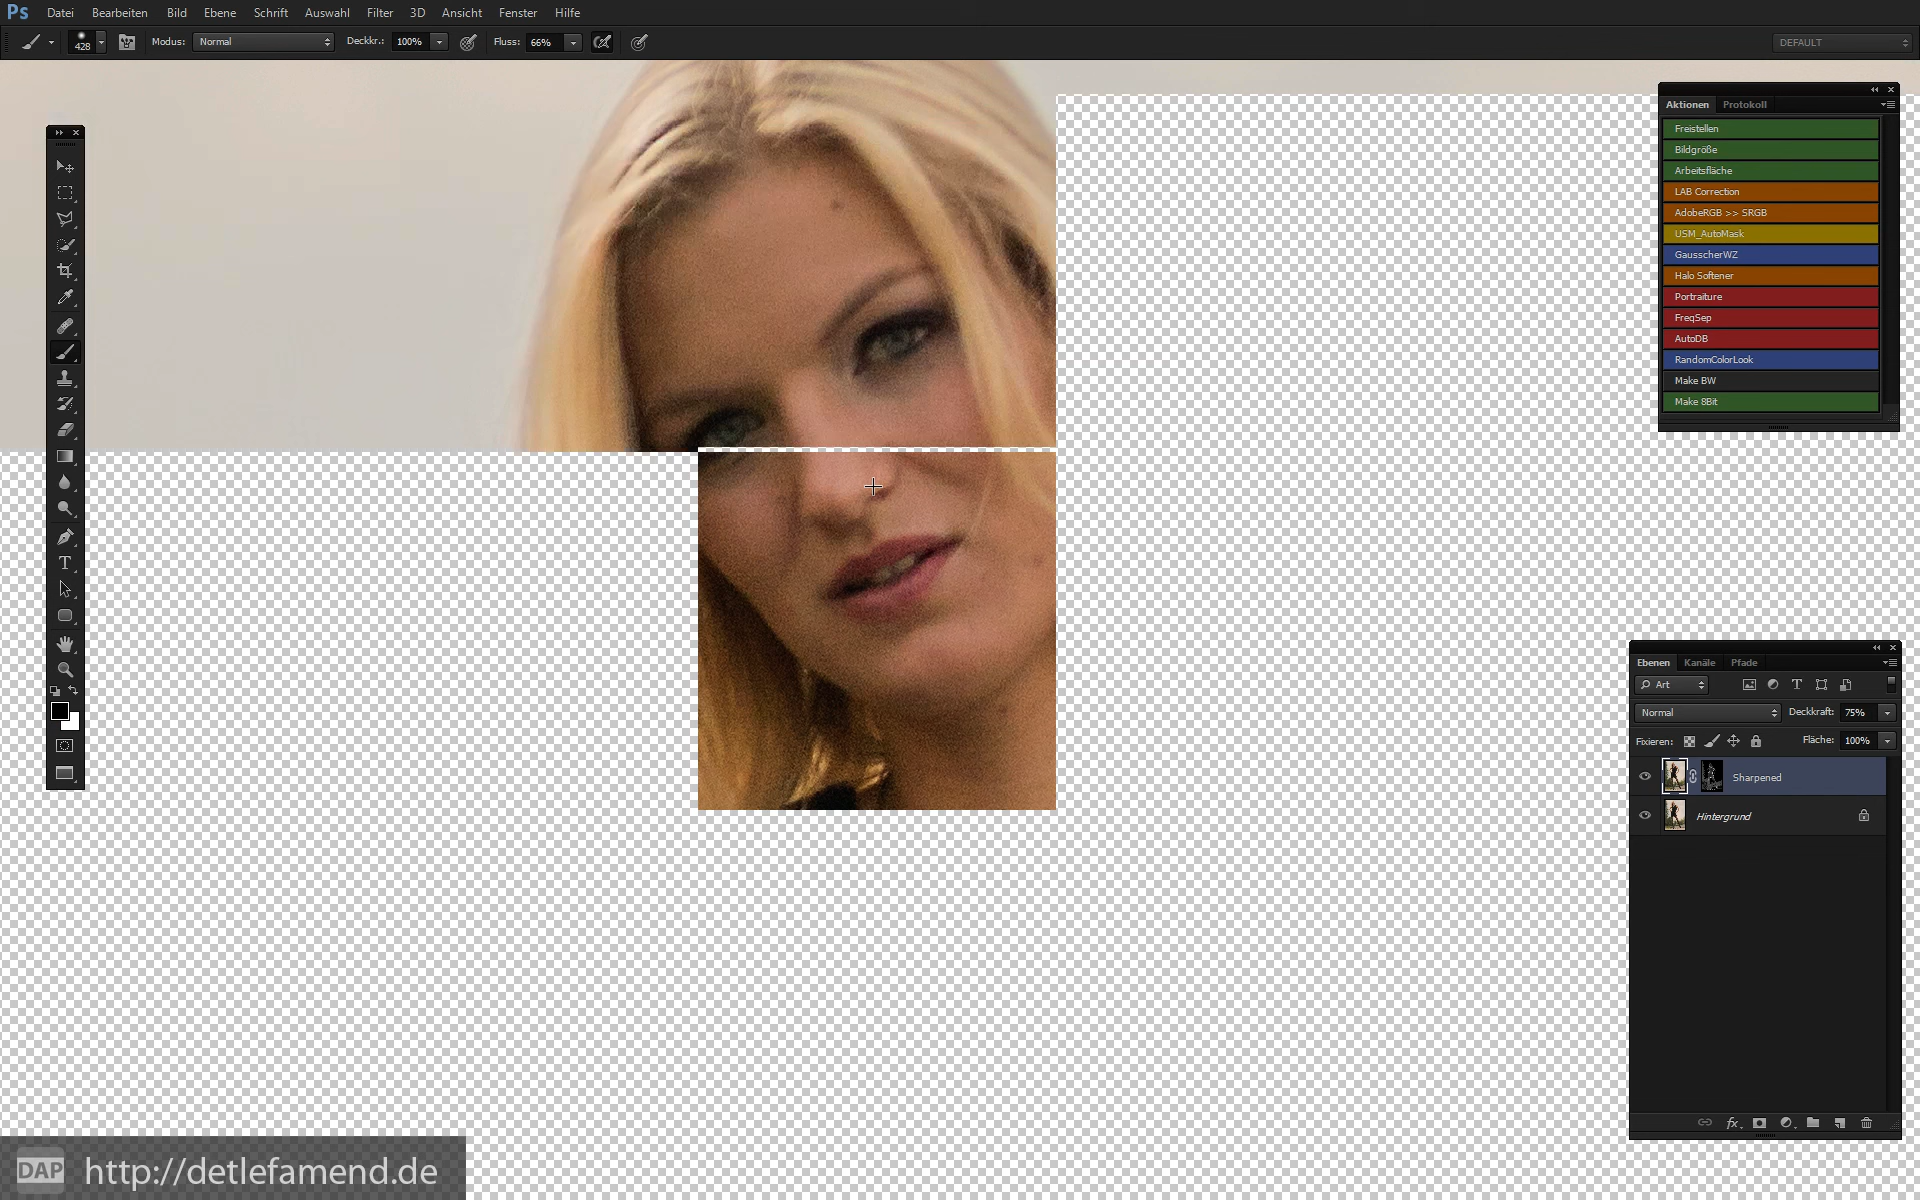 Ps Datei Bearbeiten Bild Ebene Schrift Auswahl Filter 3D Ansicht Fenster Hilfe
428 Modus: Normal Deckkr.: 100% Fluss: 66% DEFAULT
Aktionen Protokoll
Freistellen
Bildgröße
Arbeitsfläche
LAB Correction
AdobeRGB >> SRGB
USM_AutoMask
GausscherWZ
Halo Softener
Portraiture
FreqSep
AutoDB
RandomColorLook
Make BW
Make 8Bit
Ebenen Kanäle Pfade
Art
Normal Deckkraft: 75%
Fixieren: Fläche: 100%
Sharpened
Hintergrund
DAP http://detlefamend.de